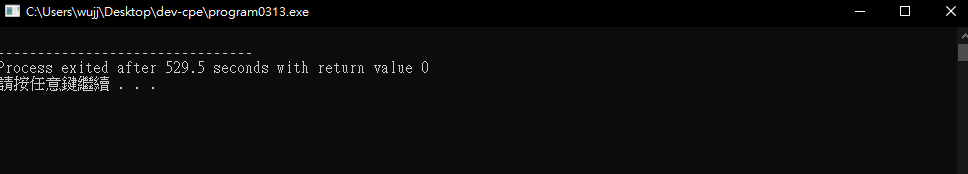 C:\Users\wujj\Desktop\dev-cpe\program0313.exe
--------------------------------
Process exited after 529.5 seconds with return value 0
請按任意鍵繼續 . . .